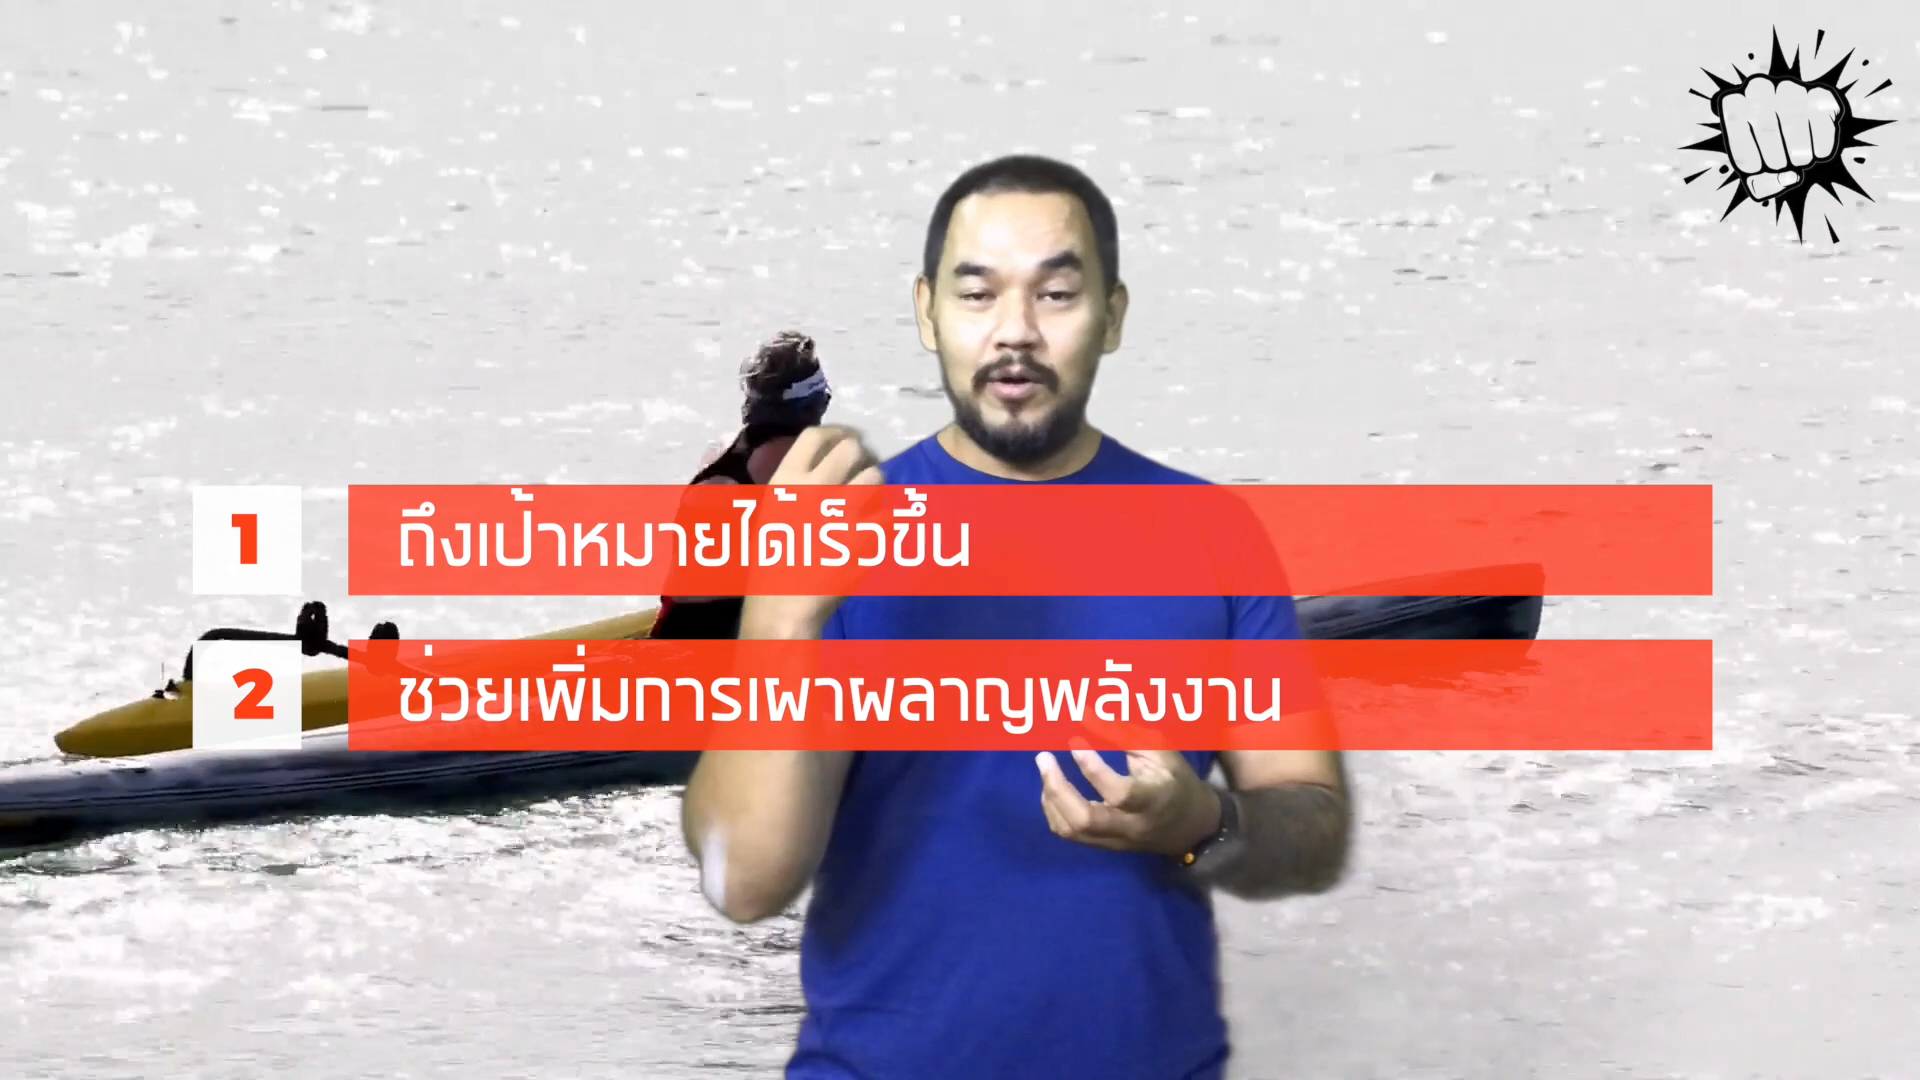 1 ถึงเป้าหมายได้เร็วขึ้น
2 ช่วยเพิ่มการเผาผลาญพลังงาน